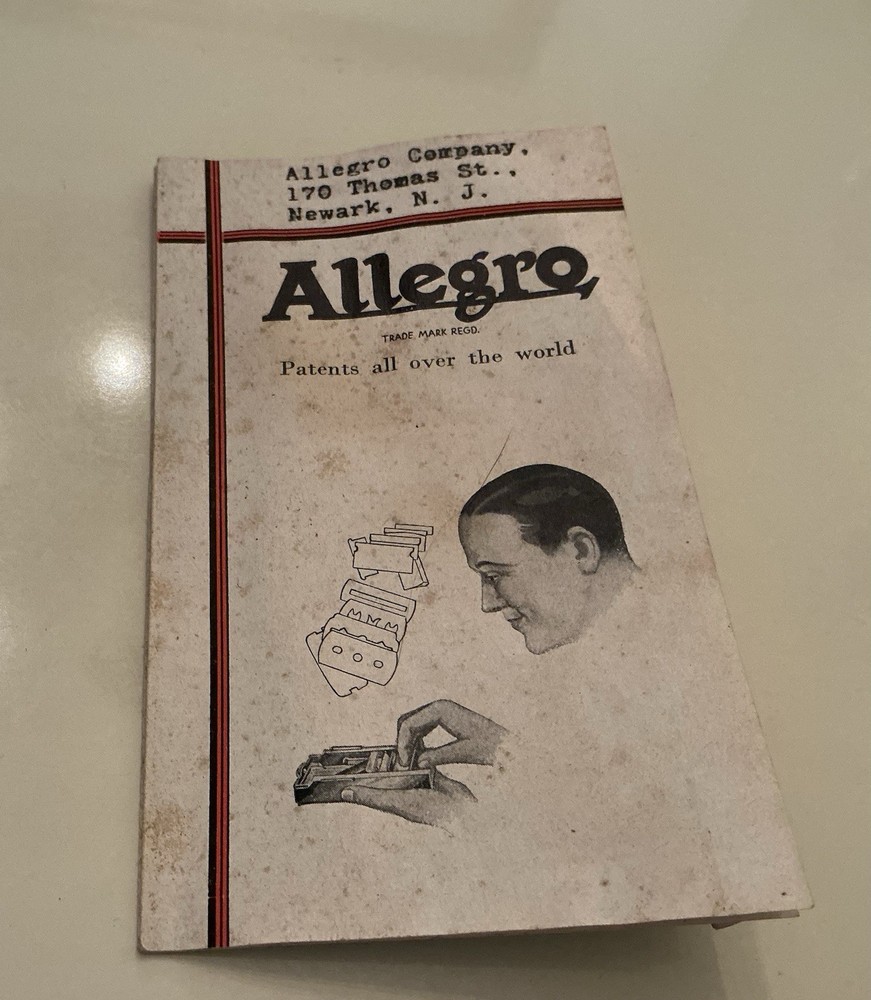 Allegro Company,
170 Thomas St.,
Newark, N. J.
Allegro
TRADE MARK REGD.
Patents all over the world